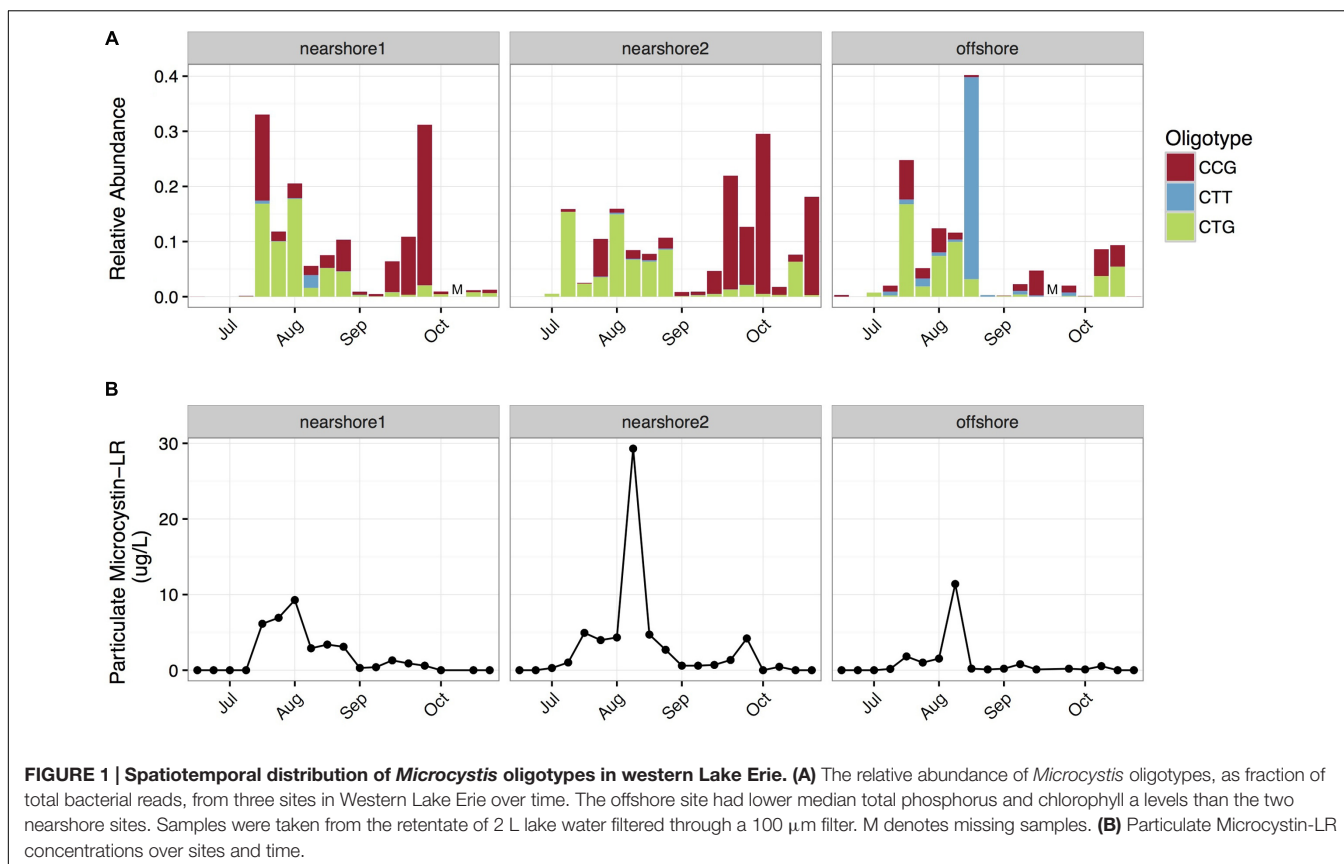 A
nearshore1
nearshore2
offshore
Relative Abundance
0.4
0.3
0.2
0.1
0.0
M
M
Jul
Aug
Sep
Oct
Jul
Aug
Sep
Oct
Jul
Aug
Sep
Oct
Oligotype
CCG
CTT
CTG
B
nearshore1
nearshore2
offshore
Particulate Microcystin−LR
(ug/L)
30
20
10
0
Jul
Aug
Sep
Oct
Jul
Aug
Sep
Oct
Jul
Aug
Sep
Oct
FIGURE 1 | Spatiotemporal distribution of Microcystis oligotypes in western Lake Erie. (A) The relative abundance of Microcystis oligotypes, as fraction of
total bacterial reads, from three sites in Western Lake Erie over time. The offshore site had lower median total phosphorus and chlorophyll a levels than the two
nearshore sites. Samples were taken from the retentate of 2 L lake water filtered through a 100 μm filter. M denotes missing samples. (B) Particulate Microcystin-LR
concentrations over sites and time.